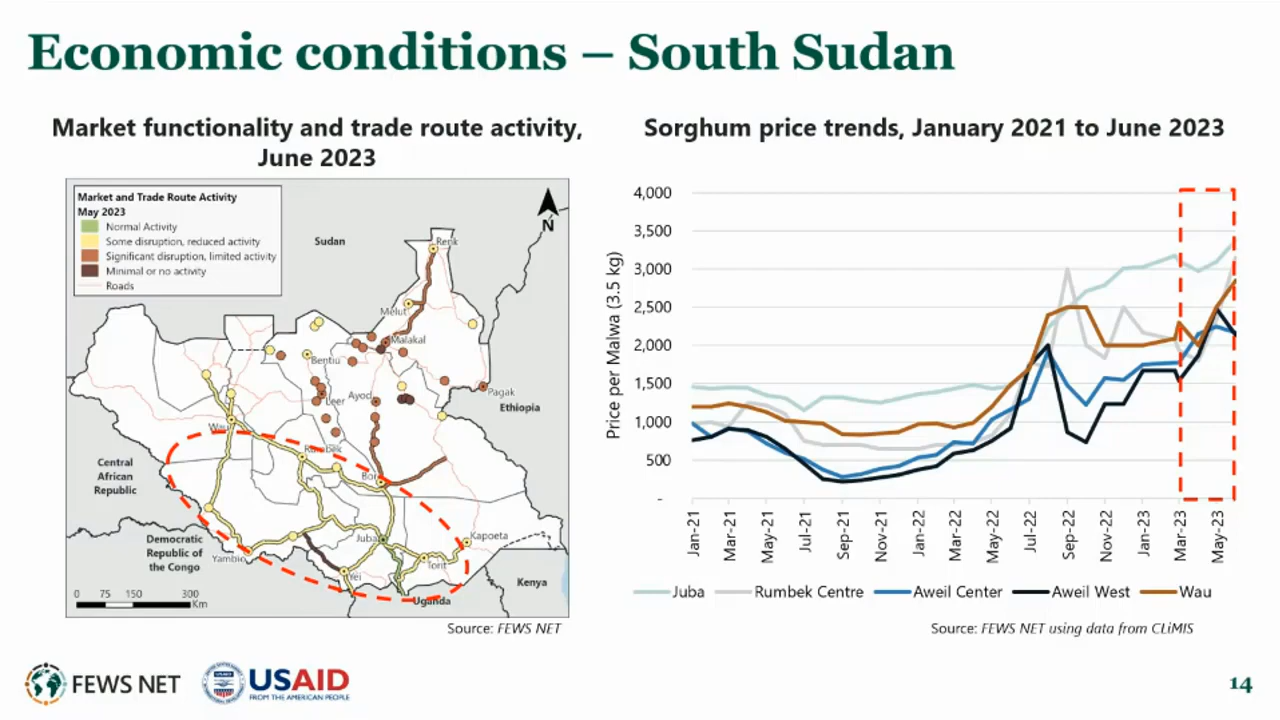 Economic conditions – South Sudan
Market functionality and trade route activity,
June 2023
Market and Trade Route Activity
May 2023
Normal Activity
Some disruption, reduced activity
Significant disruption, limited activity
Minimal or no activity
Roads
N
Sudan
Renk
Melut
Malakal
Bentiu
Leer
Ayod
Pagak
Ethiopia
Wau
Rumbek
Bor
Central
African
Republic
Democratic
Republic of
the Congo
Juba
Kapoeta
Yambio
Torit
Yei
Kenya
Uganda
0 75 150 300
Km
Source: FEWS NET
Sorghum price trends, January 2021 to June 2023
Price per Malwa (3.5 kg)
4,000
3,500
3,000
2,500
2,000
1,500
1,000
500
-
Jan-21
Mar-21
May-21
Jul-21
Sep-21
Nov-21
Jan-22
Mar-22
May-22
Jul-22
Sep-22
Nov-22
Jan-23
Mar-23
May-23
Juba
Rumbek Centre
Aweil Center
Aweil West
Wau
Source: FEWS NET using data from CLiMIS
FEWS NET
USAID
FROM THE AMERICAN PEOPLE
14